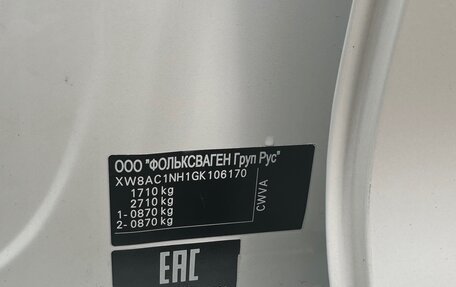 ООО "ФОЛЬКСВАГЕН Груп Рус"
XW8AC1NH1GK106170
1710 kg
2710 kg
1- 0870 kg
2- 0870 kg
CWVA
EAC